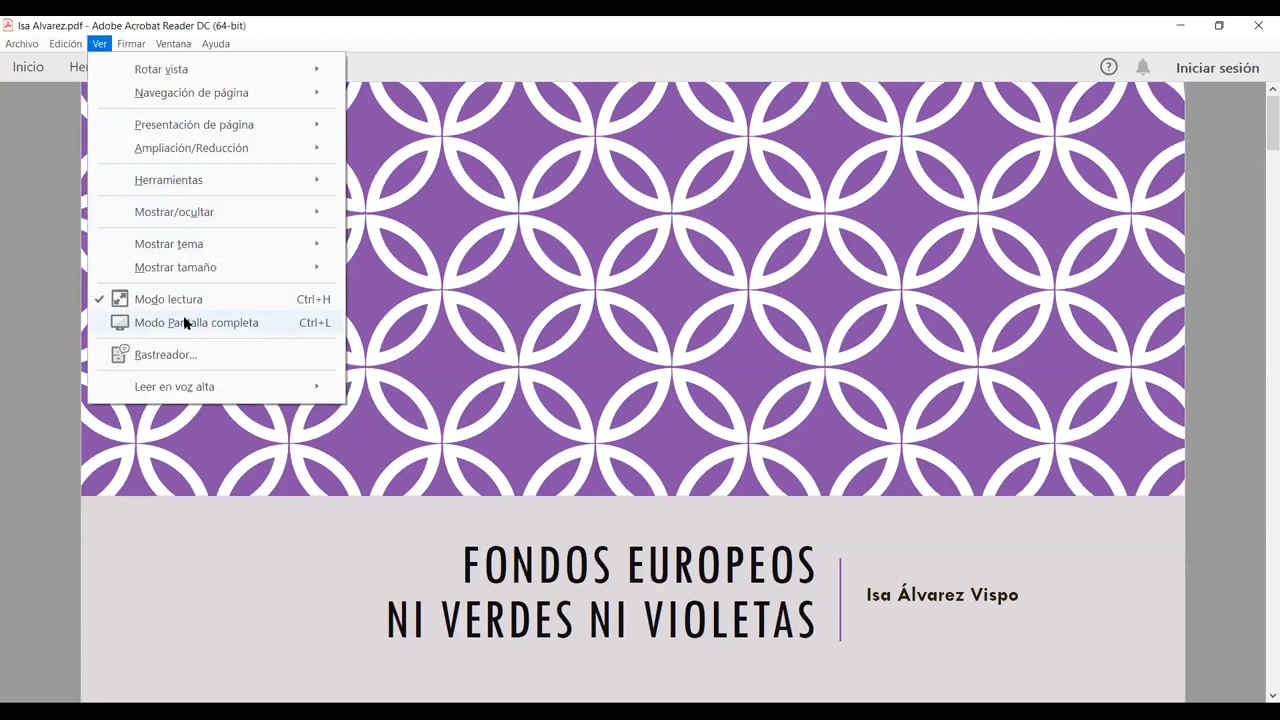 Isa Alvarez.pdf - Adobe Acrobat Reader DC (64-bit)
Archivo Edición Ver Firmar Ventana Ayuda
Inicio He
Iniciar sesión
Rotar vista
Navegación de página
Presentación de página
Ampliación/Reducción
Herramientas
Mostrar/ocultar
Mostrar tema
Mostrar tamaño
Modo lectura Ctrl+H
Modo Pantalla completa Ctrl+L
Rastreador...
Leer en voz alta
FONDOS EUROPEOS
NI VERDES NI VIOLETAS
Isa Álvarez Vispo